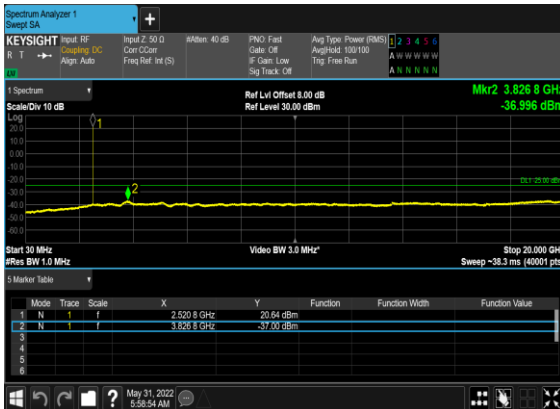 Spectrum Analyzer 1
Swept SA
+
KEYSIGHT
R T
LXI
Input: RF
Coupling: DC
Align: Auto
Input Z: 50 Ω
Corr CCorr
Freq Ref: Int (S)
#Atten: 40 dB
PNO: Fast
Gate: Off
IF Gain: Low
Sig Track: Off
Avg Type: Power (RMS)
Avg|Hold: 100/100
Trig: Free Run
1 2 3 4 5 6
A W W W W W
A N N N N N
1 Spectrum
Scale/Div 10 dB
Ref Lvl Offset 8.00 dB
Ref Level 30.00 dBm
Mkr2 3.826 8 GHz
-36.996 dBm
Log
20.0
10.0
0.00
-10.0
-20.0
-30.0
-40.0
-50.0
-60.0
1
2
DL1 -25.00 dBm
Start 30 MHz
#Res BW 1.0 MHz
Video BW 3.0 MHz*
Stop 20.000 GHz
Sweep ~38.3 ms (40001 pts)
5 Marker Table
Mode Trace Scale X Y Function Function Width Function Value
1 N 1 f 2.520 8 GHz 20.64 dBm
2 N 1 f 3.826 8 GHz -37.00 dBm
3
4
5
6
?
May 31, 2022
5:58:54 AM